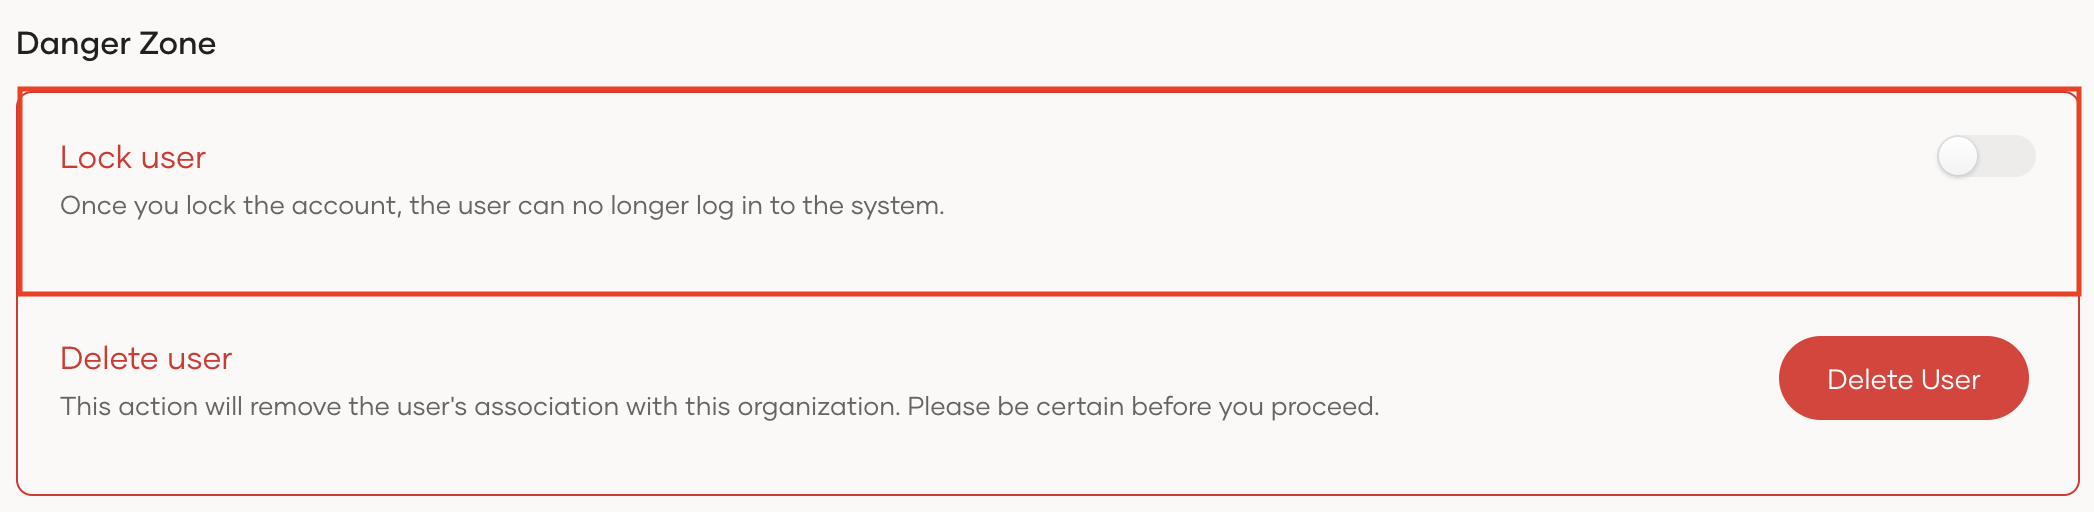 Danger Zone
Lock user
Once you lock the account, the user can no longer log in to the system.
Delete user
This action will remove the user's association with this organization. Please be certain before you proceed.
Delete User